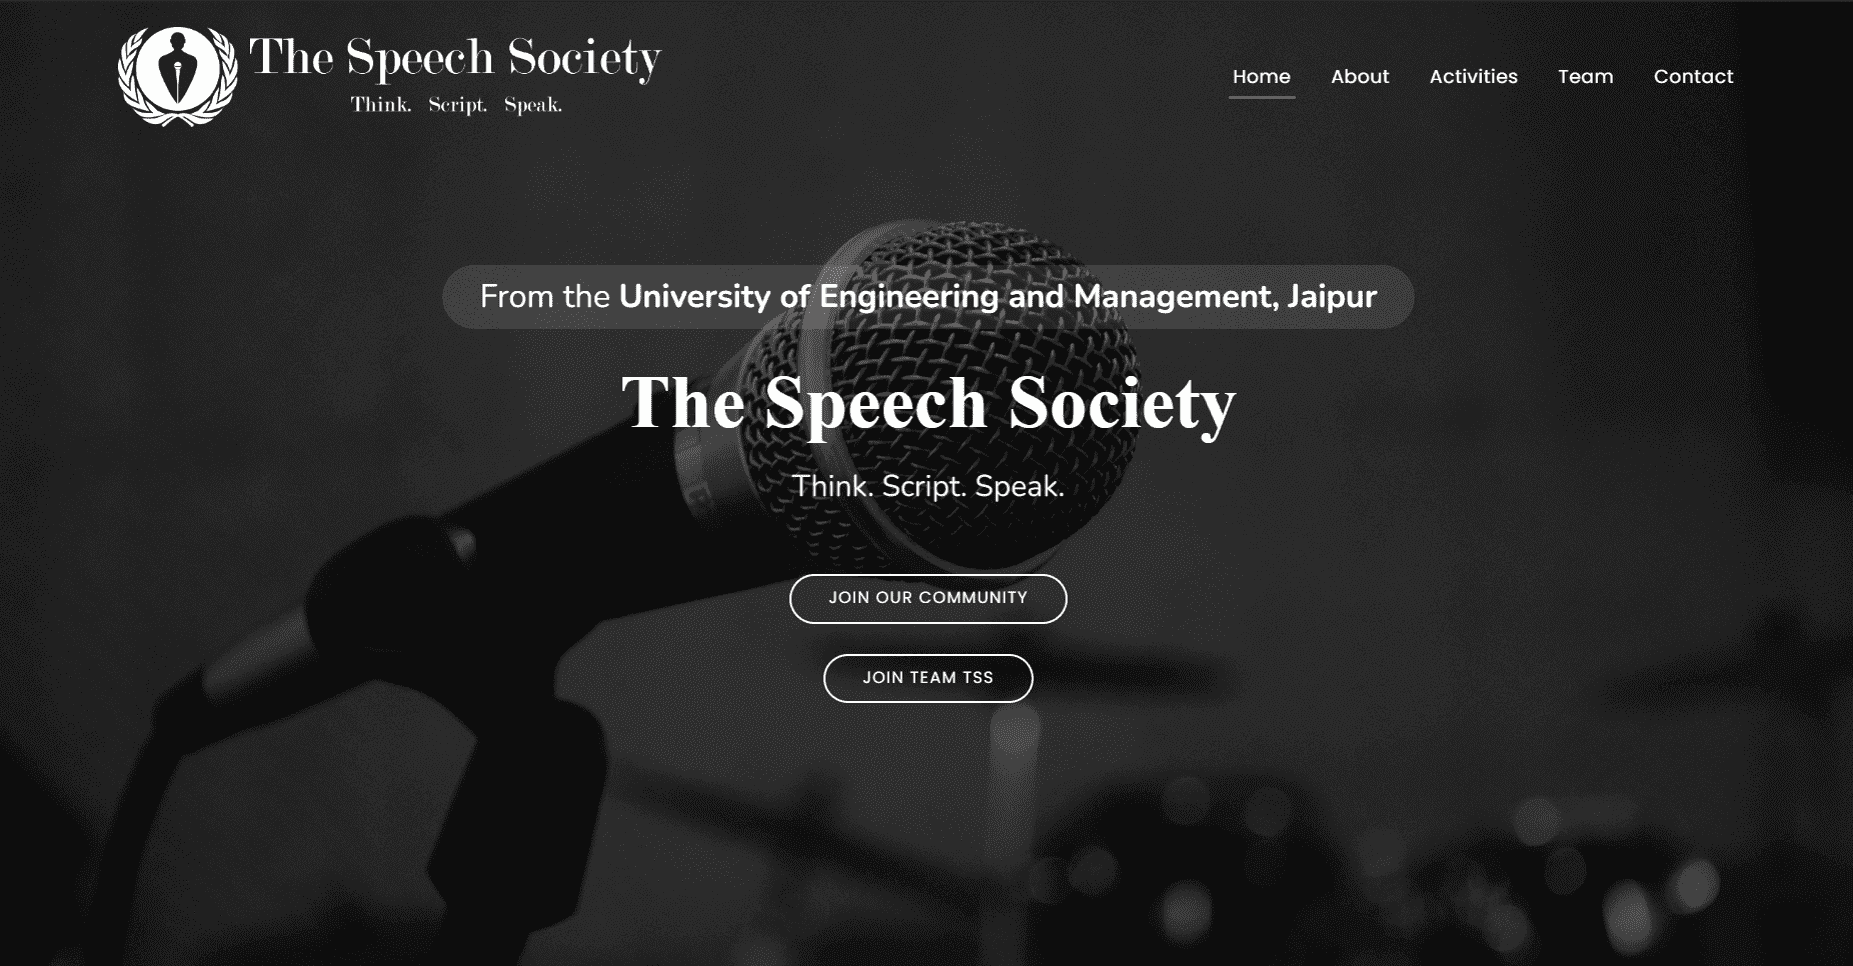 The Speech Society
Think. Script. Speak.
Home About Activities Team Contact
From the University of Engineering and Management, Jaipur
The Speech Society
Think. Script. Speak.
JOIN OUR COMMUNITY
JOIN TEAM TSS